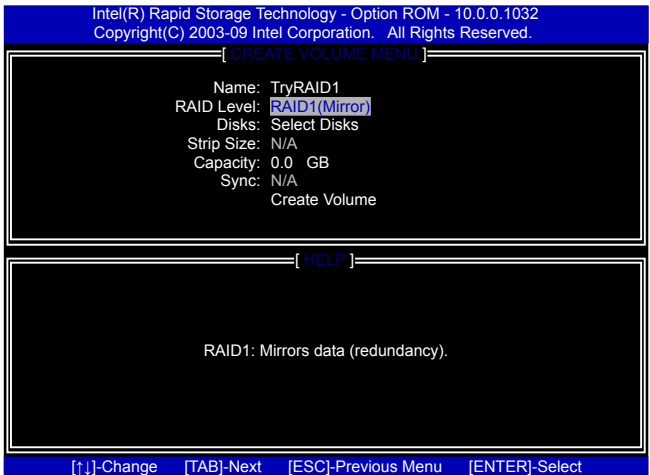 Intel(R) Rapid Storage Technology - Option ROM - 10.0.0.1032
Copyright(C) 2003-09 Intel Corporation. All Rights Reserved.
[ CREATE VOLUME MENU ]
Name: TryRAID1
RAID Level: RAID1(Mirror)
Disks: Select Disks
Strip Size: N/A
Capacity: 0.0 GB
Sync: N/A
Create Volume
[ HELP ]
RAID1: Mirrors data (redundancy).
[↑↓]-Change [TAB]-Next [ESC]-Previous Menu [ENTER]-Select